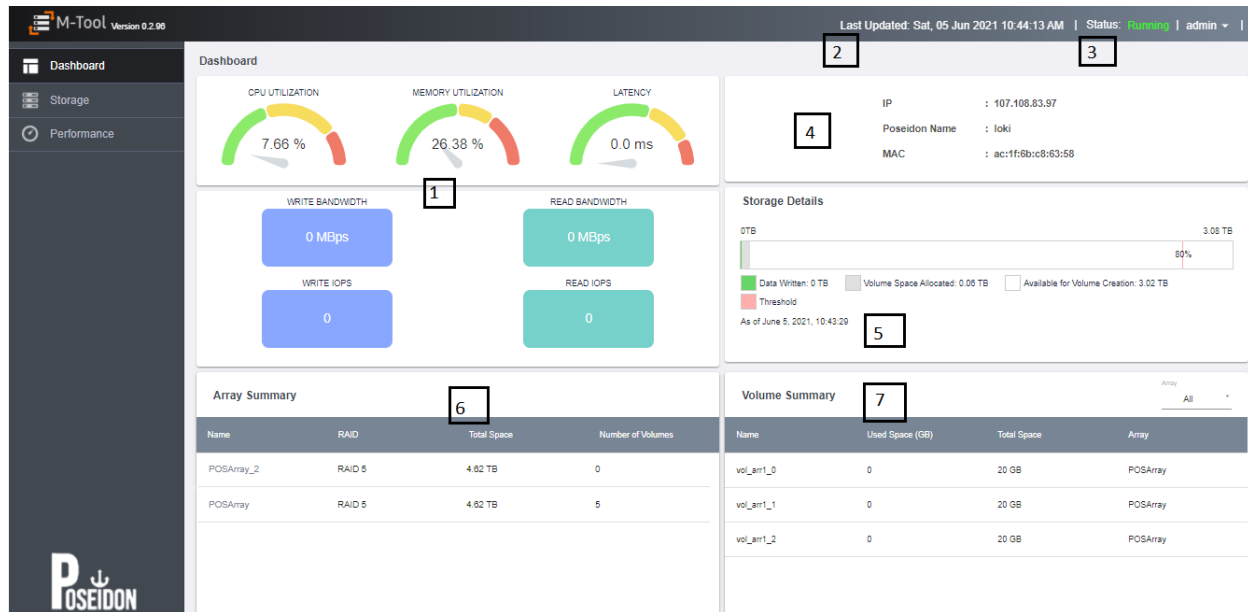 M-Tool Version 0.2.96
Last Updated: Sat, 05 Jun 2021 10:44:13 AM | Status: Running | admin |
2
3
Dashboard
Storage
Performance
Dashboard
CPU UTILIZATION MEMORY UTILIZATION LATENCY
7.66 % 26.38 % 0.0 ms
1
WRITE BANDWIDTH READ BANDWIDTH
0 MBps 0 MBps
WRITE IOPS READ IOPS
0 0
4
IP : 107.108.83.97
Poseidon Name : loki
MAC : ac:1f:6b:c8:63:58
Storage Details
0TB 3.08 TB
80%
Data Written: 0 TB Volume Space Allocated: 0.06 TB Available for Volume Creation: 3.02 TB
Threshold
As of June 5, 2021, 10:43:29
5
Array Summary
6
Name RAID Total Space Number of Volumes
POSArray_2 RAID 5 4.62 TB 0
POSArray RAID 5 4.62 TB 5
Volume Summary
7
Array
All
Name Used Space (GB) Total Space Array
vol_arr1_0 0 20 GB POSArray
vol_arr1_1 0 20 GB POSArray
vol_arr1_2 0 20 GB POSArray
POSEIDON